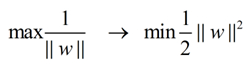 max 1/||w|| → min 1/2 ||w||²